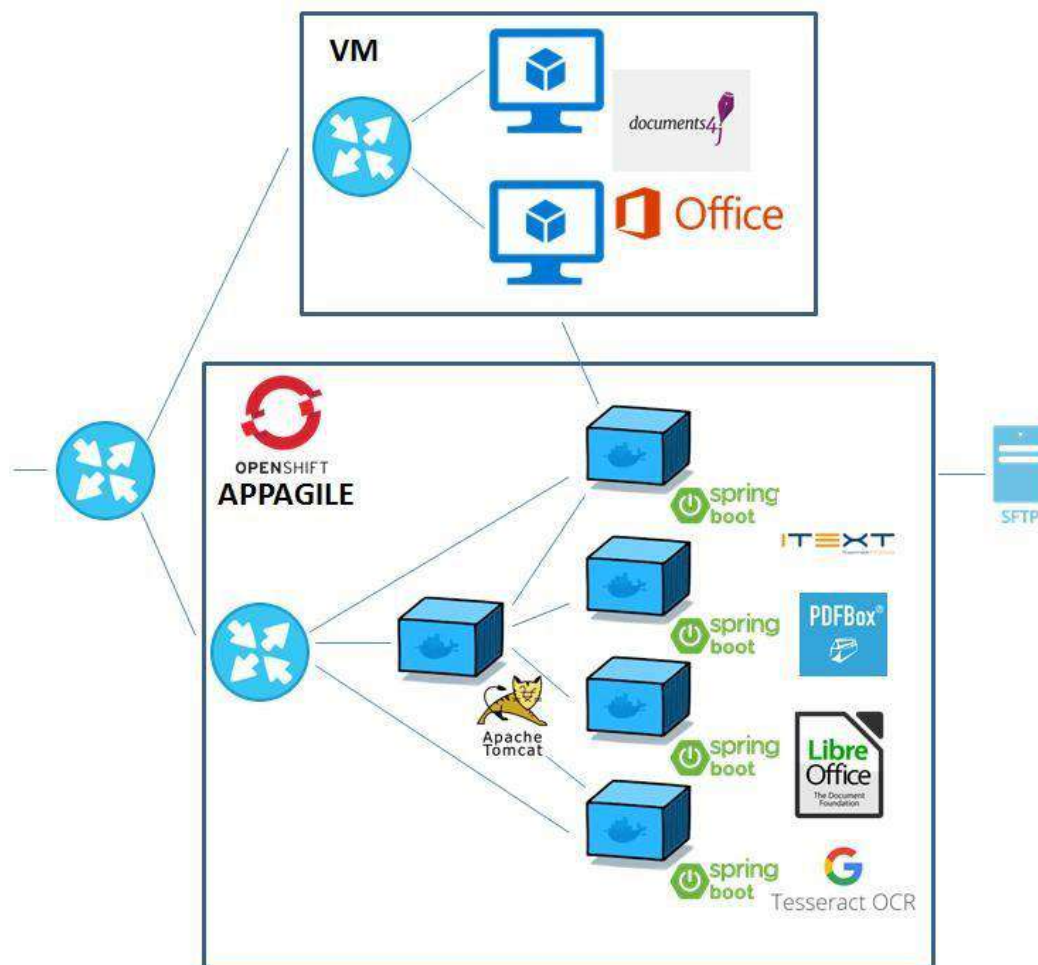 VM
documents4j
Office
OPENSHIFT
APPAGILE
spring
boot
SFTP
ITEXT
spring
boot
PDFBox®
Apache
Tomcat
spring
boot
Libre
Office
The Document
Foundation
spring
boot
G
Tesseract OCR